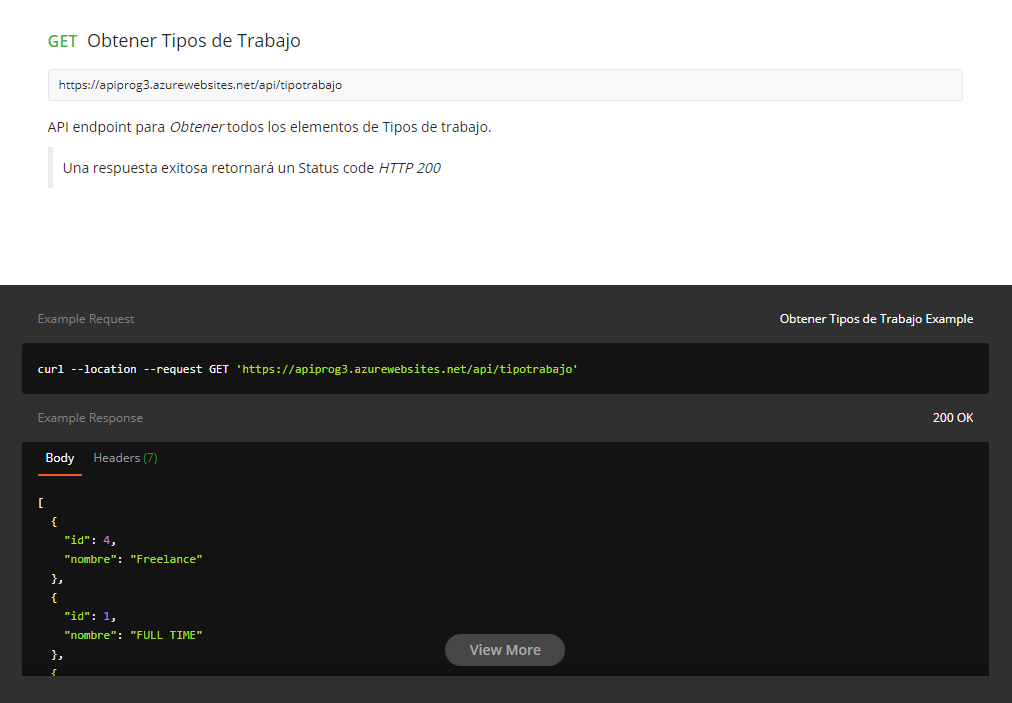 GET Obtener Tipos de Trabajo
https://apiprog3.azurewebsites.net/api/tipotrabajo
API endpoint para Obtener todos los elementos de Tipos de trabajo.
Una respuesta exitosa retornará un Status code HTTP 200
Example Request Obtener Tipos de Trabajo Example
curl --location --request GET 'https://apiprog3.azurewebsites.net/api/tipotrabajo'
Example Response 200 OK
Body Headers (7)
[
{
"id": 4,
"nombre": "Freelance"
},
{
"id": 1,
"nombre": "FULL TIME"
},
{
View More